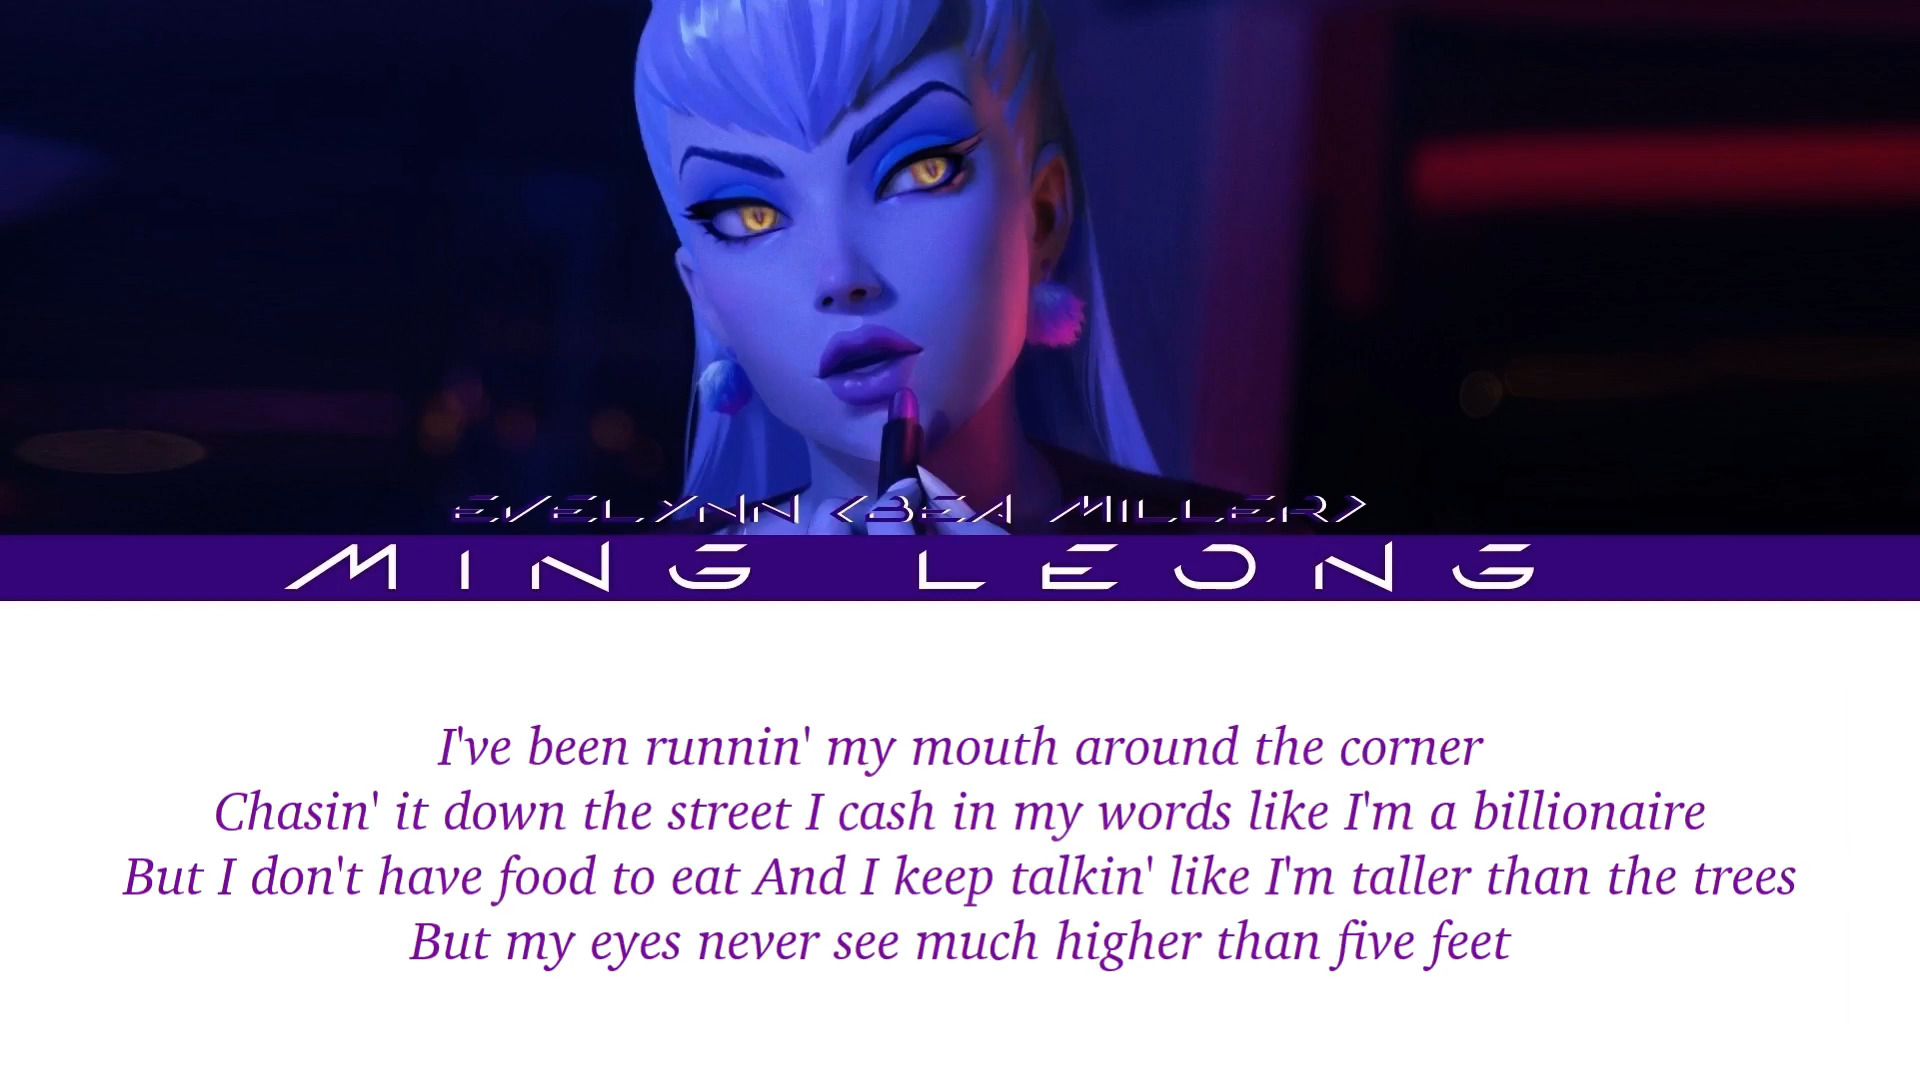 EVELYNN (BEA MILLER)
MING LEONG
I've been runnin' my mouth around the corner
Chasin' it down the street I cash in my words like I'm a billionaire
But I don't have food to eat And I keep talkin' like I'm taller than the trees
But my eyes never see much higher than five feet